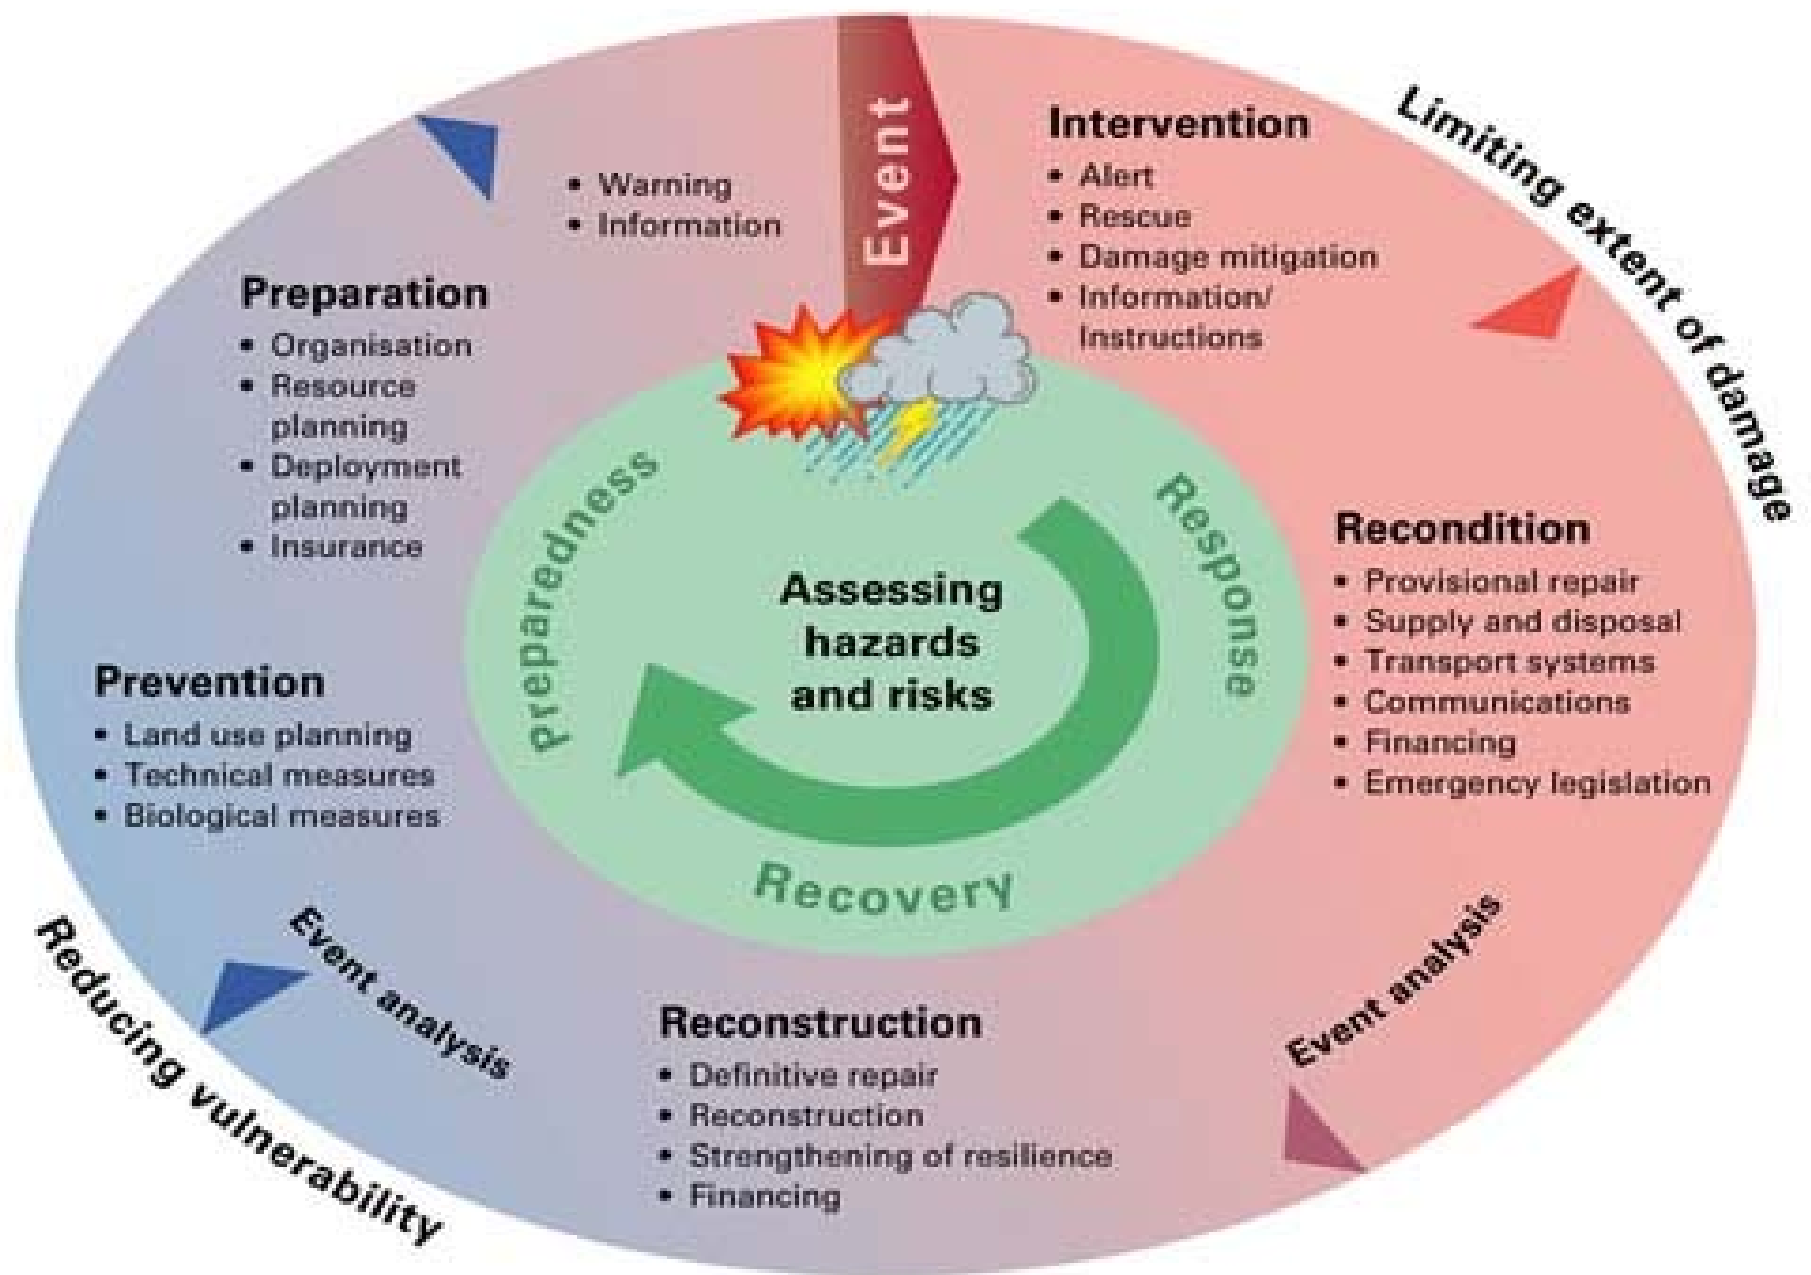 Event
Intervention
• Alert
• Rescue
• Damage mitigation
• Information/
Instructions
Limiting extent of damage
Recondition
• Provisional repair
• Supply and disposal
• Transport systems
• Communications
• Financing
• Emergency legislation
Event analysis
Reconstruction
• Definitive repair
• Reconstruction
• Strengthening of resilience
• Financing
Event analysis
Reducing vulnerability
Prevention
• Land use planning
• Technical measures
• Biological measures
Preparation
• Organisation
• Resource
planning
• Deployment
planning
• Insurance
• Warning
• Information
Response
Recovery
Preparedness
Assessing
hazards
and risks